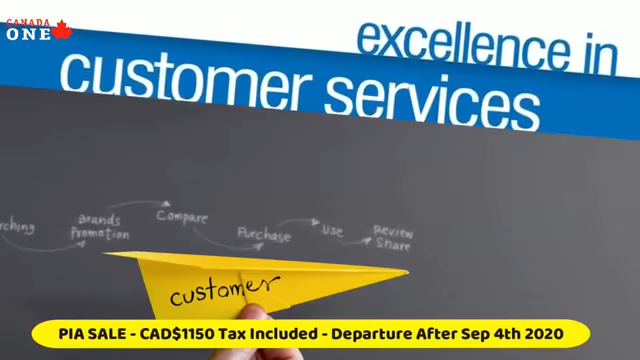 CANADA
ONE
excellence in
customer services
Brands
Promotion
Compare
Purchase
Use
Review
Share
customer
PIA SALE - CAD$1150 Tax Included - Departure After Sep 4th 2020